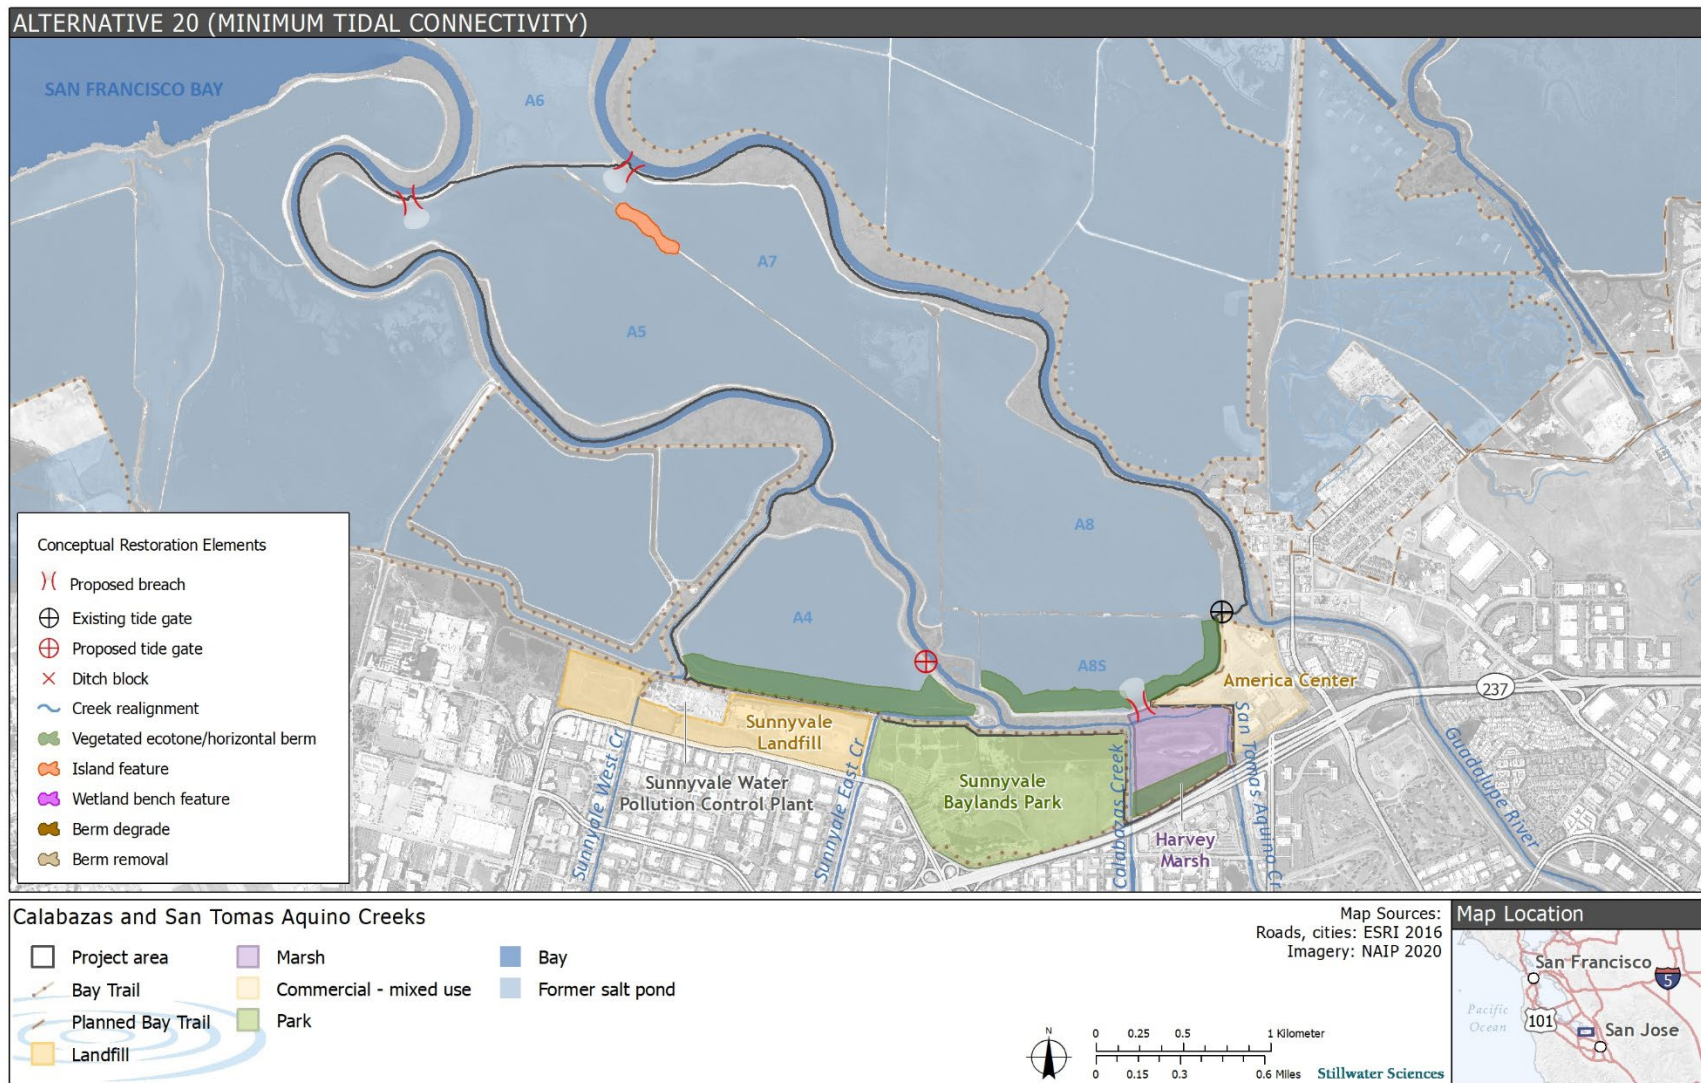 ALTERNATIVE 20 (MINIMUM TIDAL CONNECTIVITY)
SAN FRANCISCO BAY
A6
A7
A5
A8
A4
A8S
America Center
237
Sunnyvale
Landfill
Sunnyvale Water
Pollution Control Plant
Sunnyvale
Baylands Park
Harvey
Marsh
Sunnyvale West Cr
Sunnyvale East Cr
Calabazas Creek
San Tomas Aquino Cr
Guadalupe River
Conceptual Restoration Elements
Proposed breach
Existing tide gate
Proposed tide gate
Ditch block
Creek realignment
Vegetated ecotone/horizontal berm
Island feature
Wetland bench feature
Berm degrade
Berm removal
Calabazas and San Tomas Aquino Creeks
Project area
Bay Trail
Planned Bay Trail
Landfill
Marsh
Commercial - mixed use
Park
Bay
Former salt pond
Map Sources:
Roads, cities: ESRI 2016
Imagery: NAIP 2020
N
0 0.25 0.5 1 Kilometer
0 0.15 0.3 0.6 Miles
Stillwater Sciences
Map Location
San Francisco
5
Pacific
Ocean
101
San Jose